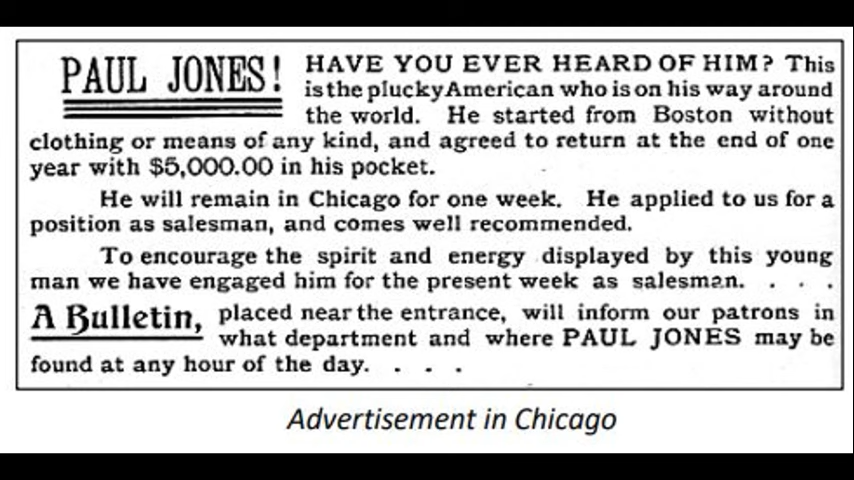 PAUL JONES! HAVE YOU EVER HEARD OF HIM? This
is the plucky American who is on his way around
the world. He started from Boston without
clothing or means of any kind, and agreed to return at the end of one
year with $5,000.00 in his pocket.
He will remain in Chicago for one week. He applied to us for a
position as salesman, and comes well recommended.
To encourage the spirit and energy displayed by this young
man we have engaged him for the present week as salesman. . . .
A Bulletin, placed near the entrance, will inform our patrons in
what department and where PAUL JONES may be
found at any hour of the day. . . .
Advertisement in Chicago